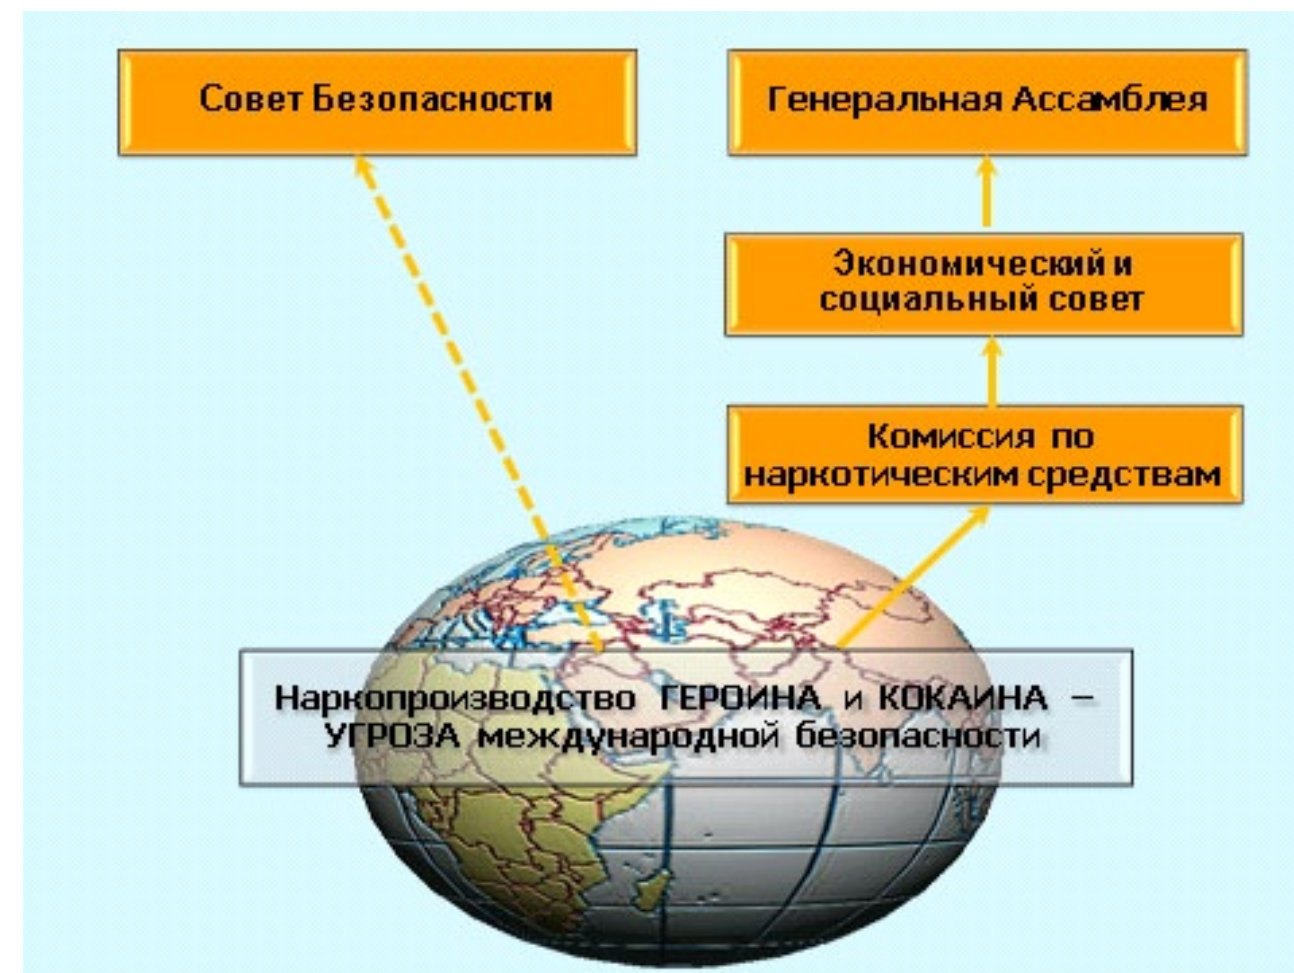 Совет Безопасности
Генеральная Ассамблея
Экономический и
социальный совет
Комиссия по
наркотическим средствам
Наркопроизводство ГЕРОИНА и КОКАИНА –
УГРОЗА международной безопасности